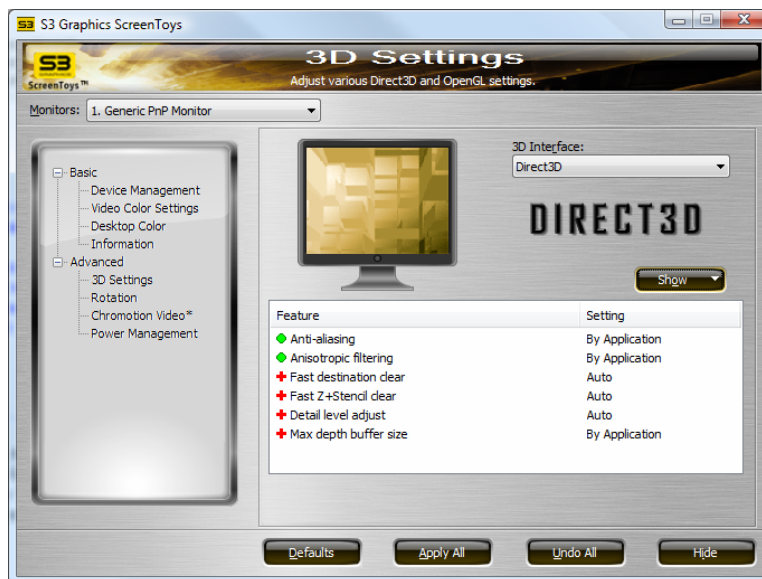 S3 S3 Graphics ScreenToys
S3
GRAPHICS
ScreenToys™
3D Settings
Adjust various Direct3D and OpenGL settings.
Monitors: 1. Generic PnP Monitor
Basic
Device Management
Video Color Settings
Desktop Color
Information
Advanced
3D Settings
Rotation
Chromotion Video*
Power Management
3D Interface:
Direct3D
DIRECT3D
Show
Feature Setting
Anti-aliasing By Application
Anisotropic filtering By Application
Fast destination clear Auto
Fast Z+Stencil clear Auto
Detail level adjust Auto
Max depth buffer size By Application
Defaults Apply All Undo All Hide